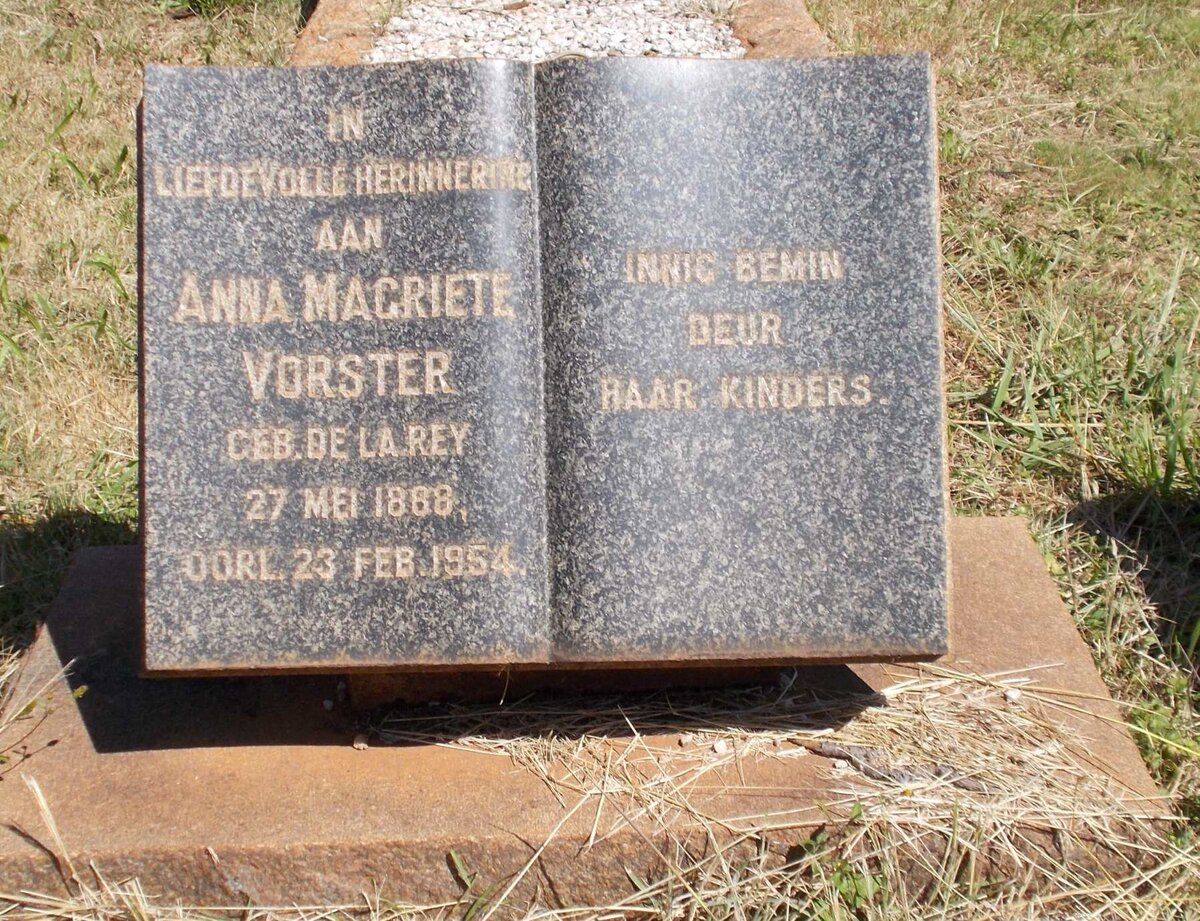 IN
LIEFDEVOLLE HERINNERING
AAN
ANNA MAGRIETE
VORSTER
GEB. DE LA REY
27 MEI 1888,
OORL. 23 FEB. 1954.
INNIG BEMIN
DEUR
HAAR KINDERS.